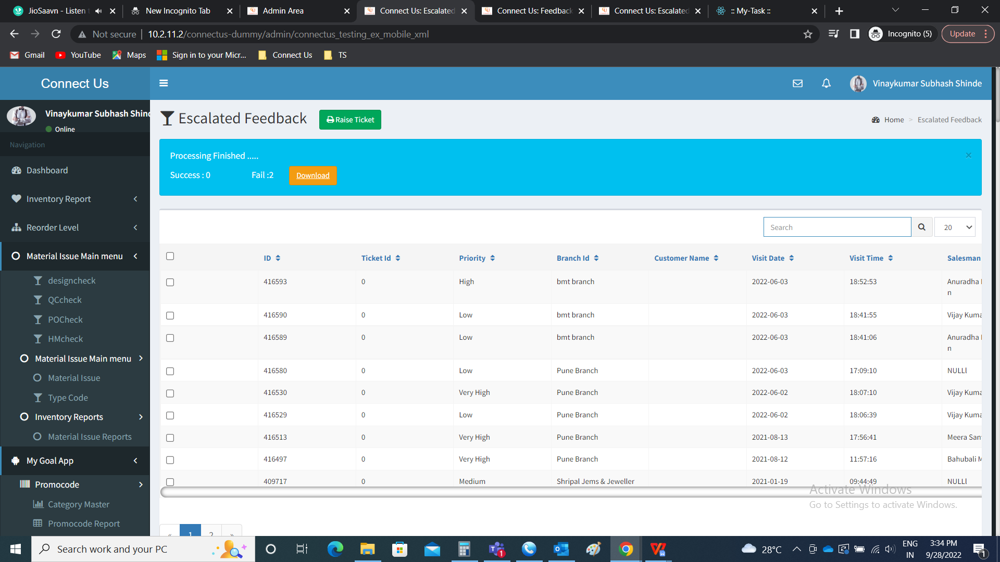 JioSaavn - Listen
New Incognito Tab
Admin Area
Connect Us: Escalated
Connect Us: Feedback
Connect Us: Escalated
:: My-Task ::
Not secure
10.2.11.2/connectus-dummy/admin/connectus_testing_ex_mobile_xml
Incognito (5)
Update
Gmail
YouTube
Maps
Sign in to your Micr...
Connect Us
TS
Connect Us
Vinaykumar Subhash Shinde
Vinaykumar Subhash Shind
Online
Navigation
Dashboard
Inventory Report
Reorder Level
Material Issue Main menu
designcheck
QCcheck
POCheck
HMcheck
Material Issue Main menu
Material Issue
Type Code
Inventory Reports
Material Issue Reports
My Goal App
Promocode
Category Master
Promocode Report
Escalated Feedback
Raise Ticket
Home > Escalated Feedback
Processing Finished .....
×
Success : 0 Fail :2 Download
Search
20
ID Ticket Id Priority Branch Id Customer Name Visit Date Visit Time Salesman
416593 0 High bmt branch 2022-06-03 18:52:53 Anuradha
n
416590 0 Low bmt branch 2022-06-03 18:41:55 Vijay Kuma
416589 0 Low bmt branch 2022-06-03 18:41:06 Anuradha
n
416580 0 Low Pune Branch 2022-06-03 17:09:10 NULLl
416530 0 Very High Pune Branch 2022-06-02 18:07:10 Vijay Kuma
416529 0 Low Pune Branch 2022-06-02 18:06:39 Vijay Kuma
416513 0 Very High Pune Branch 2021-08-13 17:56:41 Meera San
416497 0 Very High Pune Branch 2021-08-12 11:57:16 Bahubali M
409717 0 Medium Shripal Jems & Jeweller 2021-01-19 09:44:49 NULLl
Activate Windows
Go to Settings to activate Windows.
« 1 2 »
Search work and your PC
1
28°C
ENG
IN
3:34 PM
9/28/2022
1